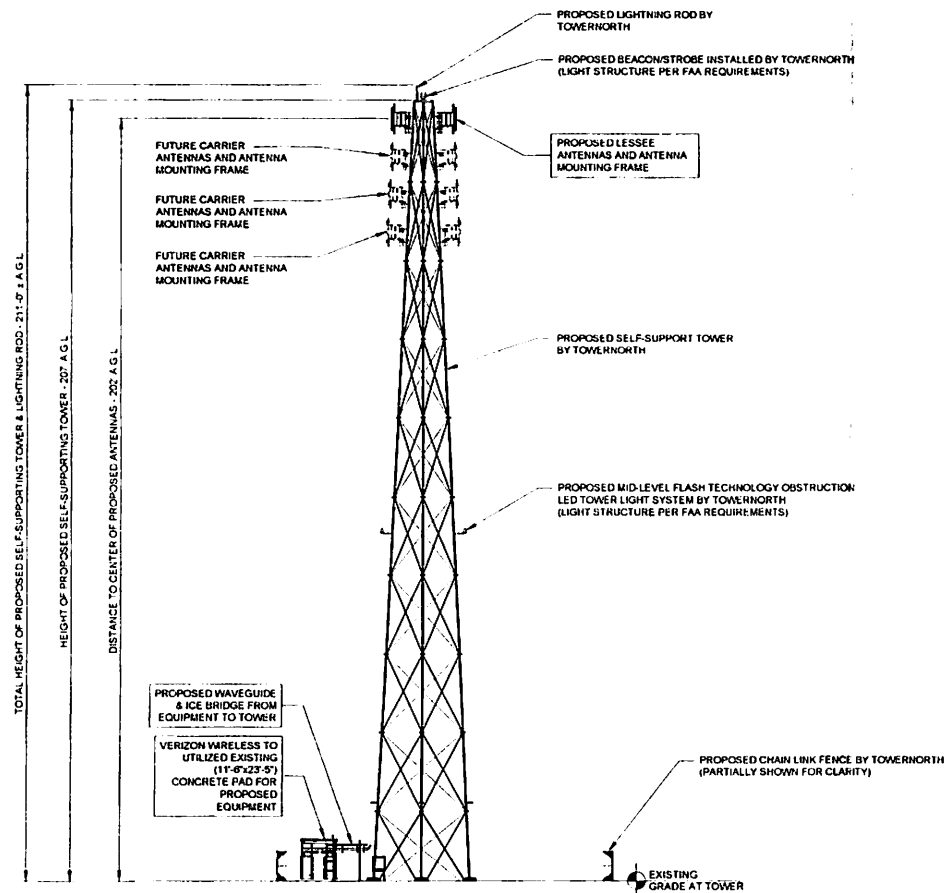 PROPOSED LIGHTNING ROD BY
TOWERNORTH
PROPOSED BEACON/STROBE INSTALLED BY TOWERNORTH
(LIGHT STRUCTURE PER FAA REQUIREMENTS)
PROPOSED LESSEE
ANTENNAS AND ANTENNA
MOUNTING FRAME
FUTURE CARRIER
ANTENNAS AND ANTENNA
MOUNTING FRAME
FUTURE CARRIER
ANTENNAS AND ANTENNA
MOUNTING FRAME
FUTURE CARRIER
ANTENNAS AND ANTENNA
MOUNTING FRAME
TOTAL HEIGHT OF PROPOSED SELF-SUPPORTING TOWER & LIGHTNING ROD - 211'-0" ± A G L
HEIGHT OF PROPOSED SELF-SUPPORTING TOWER - 207 A G L
DISTANCE TO CENTER OF PROPOSED ANTENNAS - 202 A G L
PROPOSED SELF-SUPPORT TOWER
BY TOWERNORTH
PROPOSED MID-LEVEL FLASH TECHNOLOGY OBSTRUCTION
LED TOWER LIGHT SYSTEM BY TOWERNORTH
(LIGHT STRUCTURE PER FAA REQUIREMENTS)
PROPOSED WAVEGUIDE
& ICE BRIDGE FROM
EQUIPMENT TO TOWER
VERIZON WIRELESS TO
UTILIZED EXISTING
(11'-6"x23'-5")
CONCRETE PAD FOR
PROPOSED
EQUIPMENT
PROPOSED CHAIN LINK FENCE BY TOWERNORTH
(PARTIALLY SHOWN FOR CLARITY)
EXISTING
GRADE AT TOWER